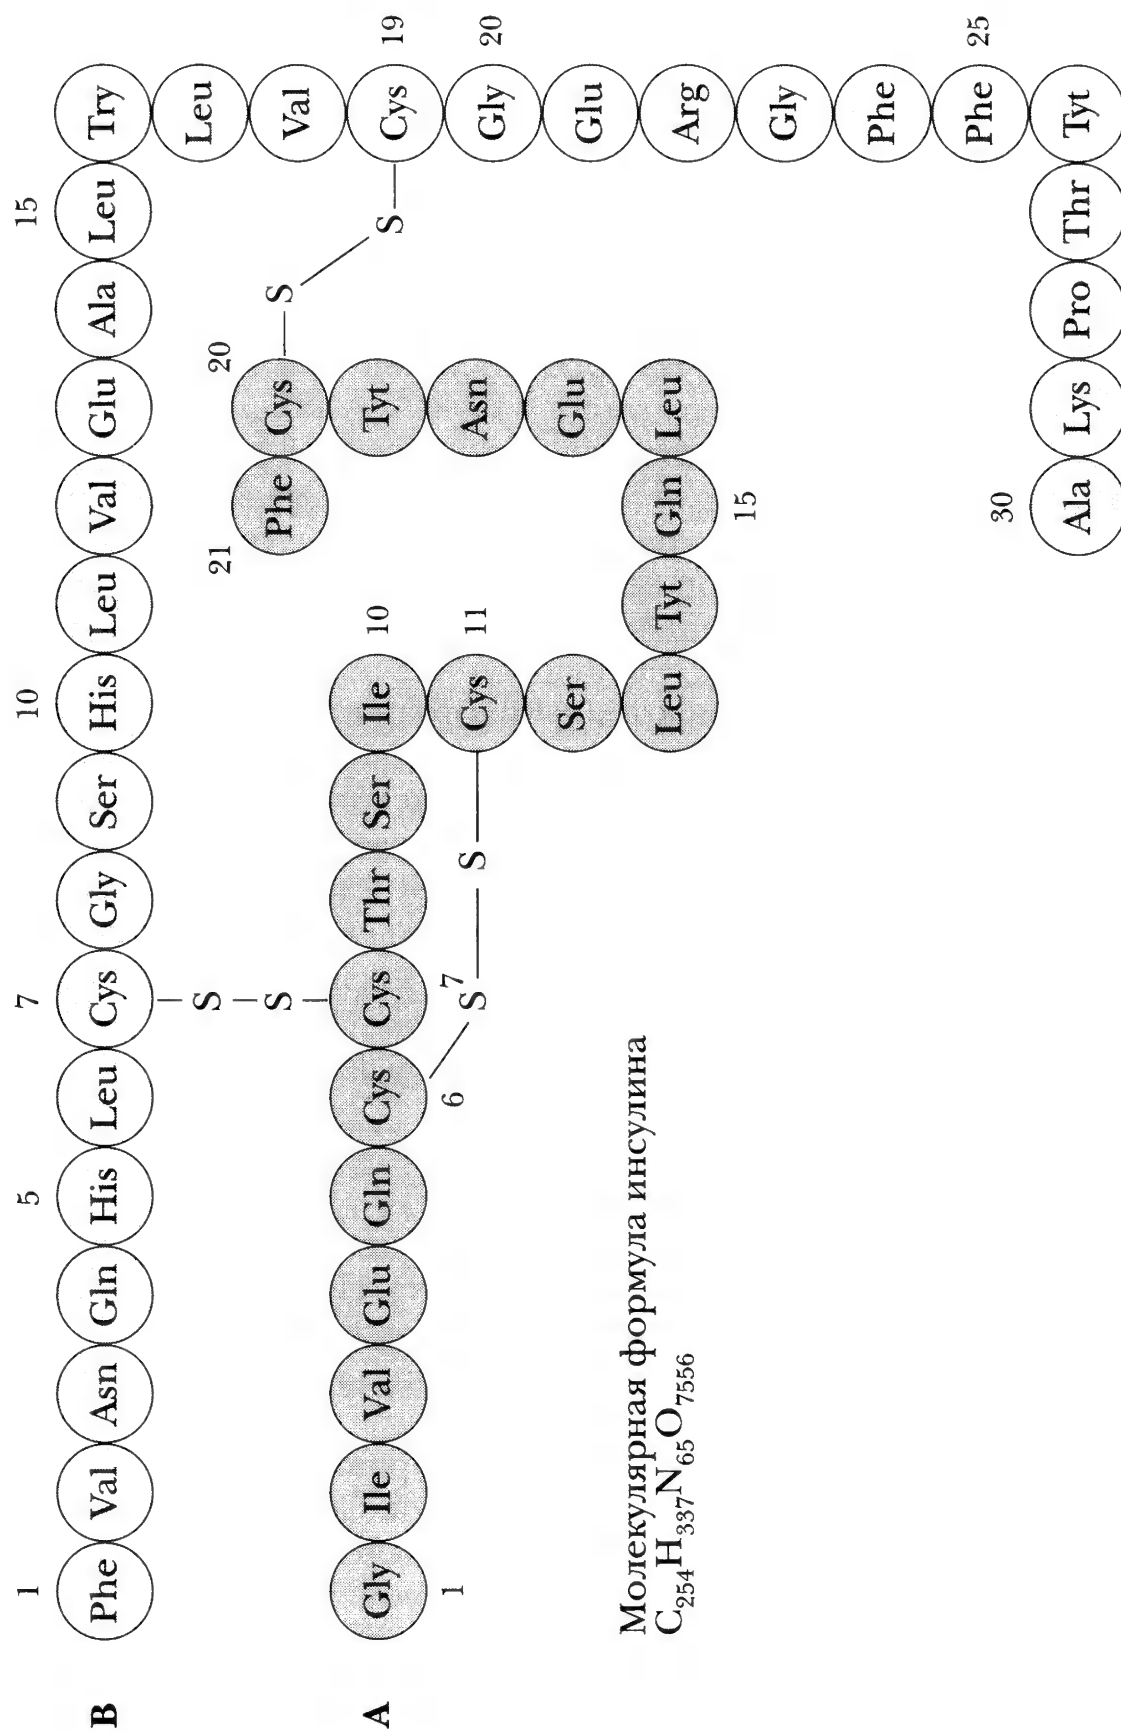 1 5 7 10 15
B Phe Val Asn Gln His Leu Cys Gly Ser His Leu Val Glu Ala Leu Try
Leu
Val
Cys 19
Gly 20
Glu
Arg
Gly
Phe
Phe 25
Tyt
Thr
Pro
Lys
Ala 30
S S
S S
A Gly Ile Val Glu Gln Cys Cys Thr Ser Ile 10
1 6 7
S S
Cys 11
Ser
Leu
Tyt
Gln 15
Leu
Glu
Asn
Tyt
Cys 20
Phe 21
Молекулярная формула инсулина
C254H337N65O7556